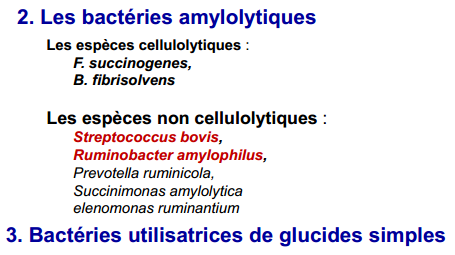 2. Les bactéries amylolytiques
Les espèces cellulolytiques :
F. succinogenes,
B. fibrisolvens
Les espèces non cellulolytiques :
Streptococcus bovis,
Ruminobacter amylophilus,
Prevotella ruminicola,
Succinimonas amylolytica
elenomonas ruminantium
3. Bactéries utilisatrices de glucides simples